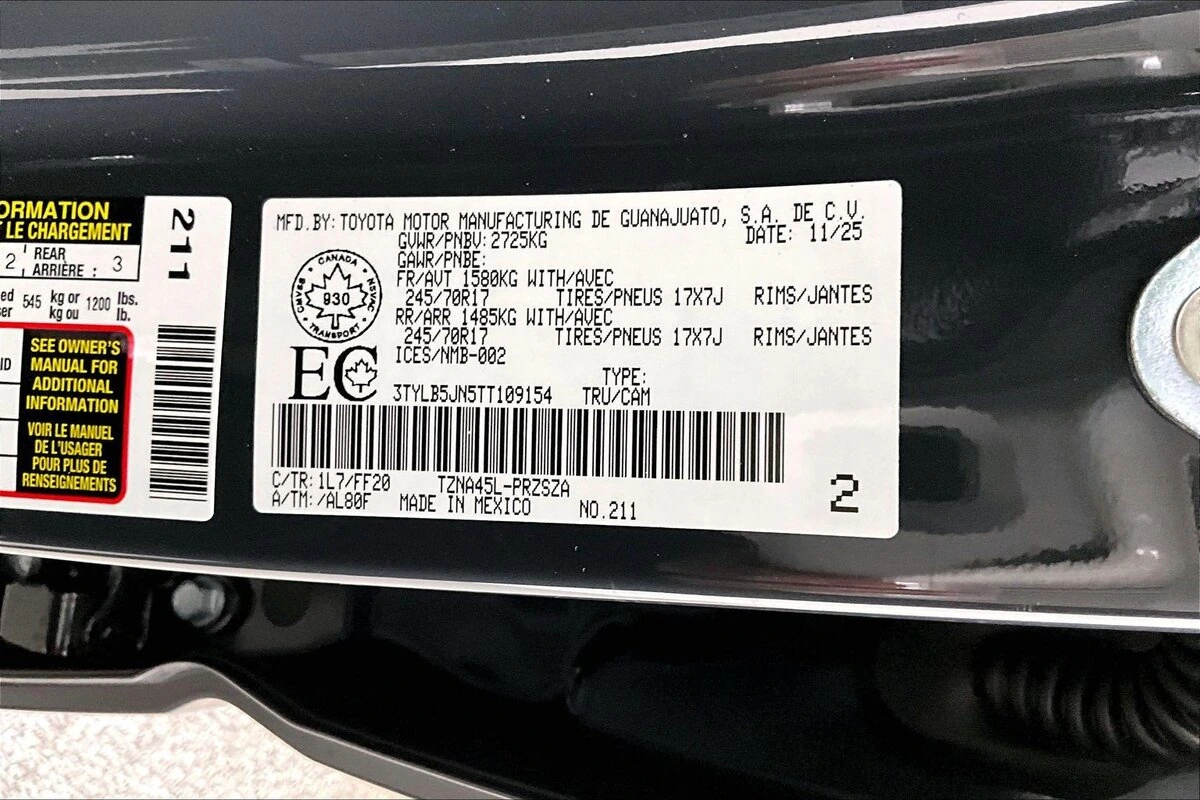 ORMATION
T LE CHARGEMENT
2 REAR ARRIÈRE : 3
ed 545 kg or 1200 lbs.
ser kg ou lb.
ID
SEE OWNER'S
MANUAL FOR
ADDITIONAL
INFORMATION
VOIR LE MANUEL
DE L'USAGER
POUR PLUS DE
RENSEIGNEMENTS
211
MFD.BY: TOYOTA MOTOR MANUFACTURING DE GUANAJUATO, S.A. DE C.V.
GVWR/PNBV: 2725KG DATE: 11/25
GAWR/PNBE:
FR/AVT 1580KG WITH/AVEC
245/70R17 TIRES/PNEUS 17X7J RIMS/JANTES
RR/ARR 1485KG WITH/AVEC
245/70R17 TIRES/PNEUS 17X7J RIMS/JANTES
ICES/NMB-002
CANADA
CMVSS
930
NSVAC
TRANSPORT
EC
TYPE:
3TYLB5JN5TT109154 TRU/CAM
C/TR: 1L7/FF20 TZNA45L-PRZSZA
A/TM: /AL80F MADE IN MEXICO NO.211
2